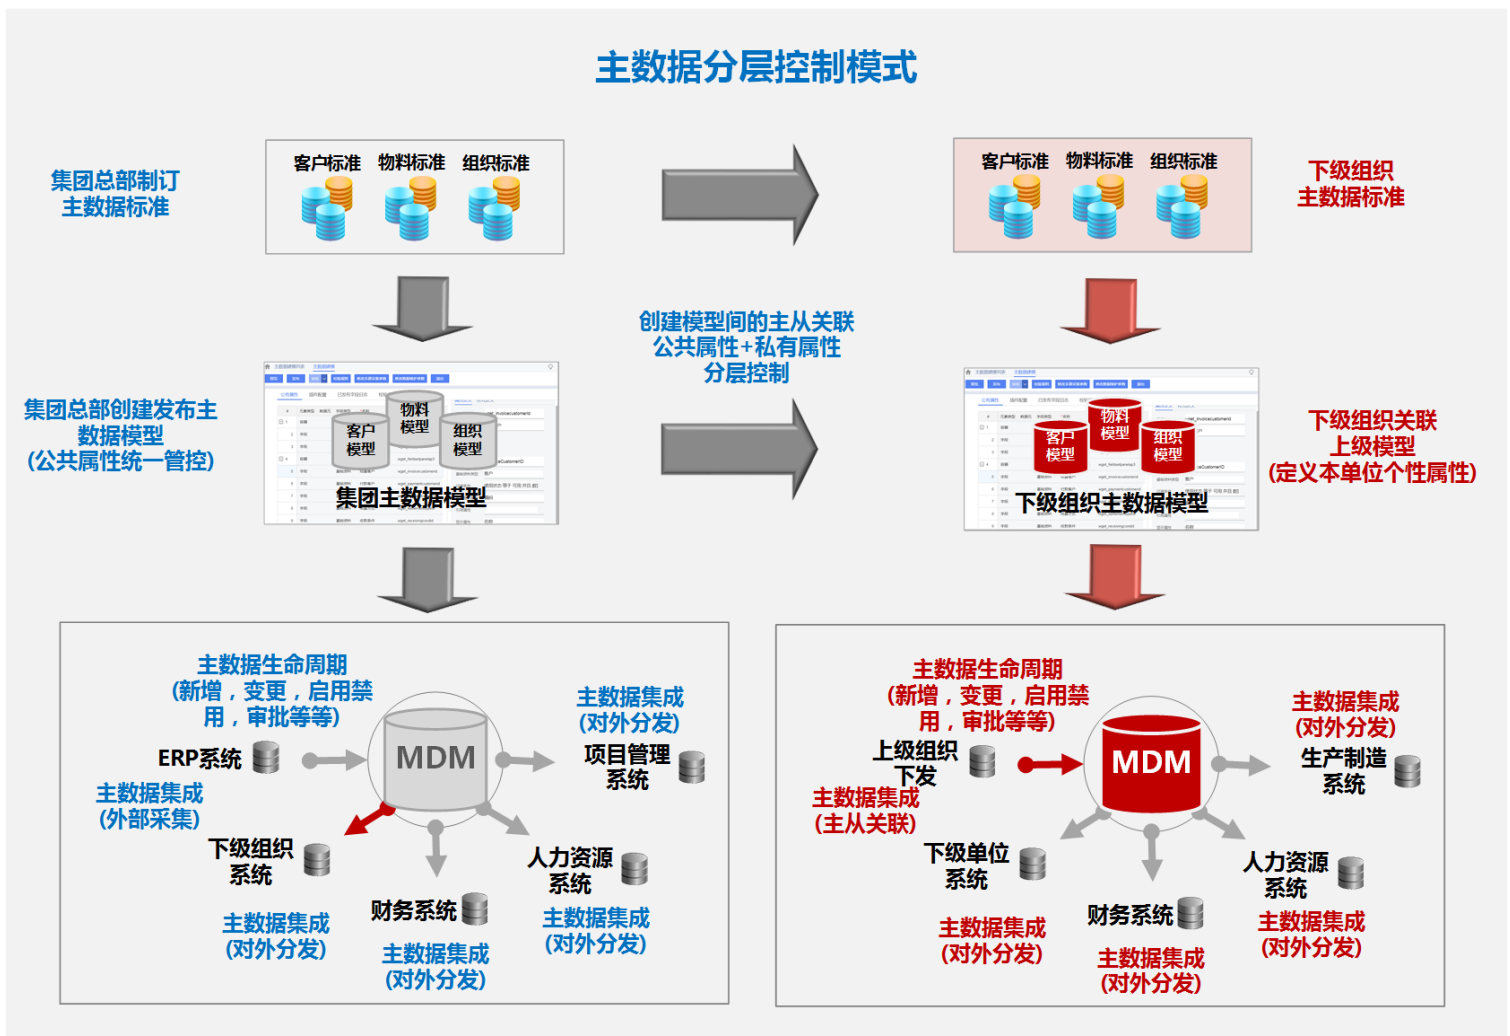 主数据分层控制模式
集团总部制订
主数据标准
客户标准 物料标准 组织标准
客户标准 物料标准 组织标准
下级组织
主数据标准
创建模型间的主从关联
公共属性+私有属性
分层控制
集团总部创建发布主
数据模型
(公共属性统一管控)
物料
模型
客户
模型
组织
模型
集团主数据模型
物料
模型
客户
模型
组织
模型
下级组织主数据模型
下级组织关联
上级模型
(定义本单位个性属性)
主数据生命周期
(新增，变更，启用禁
用，审批等等)
主数据集成
(对外分发)
ERP系统
MDM
项目管理
系统
主数据集成
(外部采集)
下级组织
系统
人力资源
系统
财务系统
主数据集成
(对外分发)
主数据集成
(对外分发)
主数据集成
(对外分发)
主数据生命周期
(新增，变更，启用禁
用，审批等等)
主数据集成
(对外分发)
上级组织
下发
MDM
生产制造
系统
主数据集成
(主从关联)
下级单位
系统
人力资源
系统
财务系统
主数据集成
(对外分发)
主数据集成
(对外分发)
主数据集成
(对外分发)